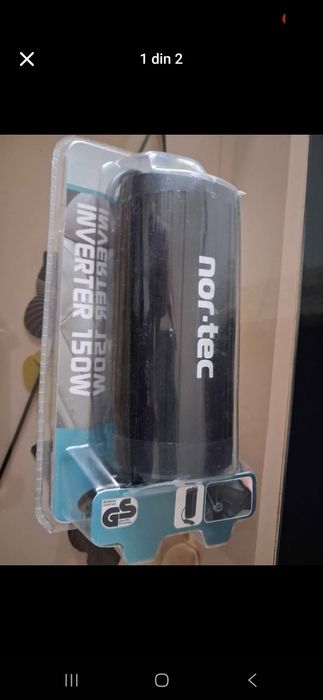 1 din 2
nor-tec
INVERTER 150W
GS